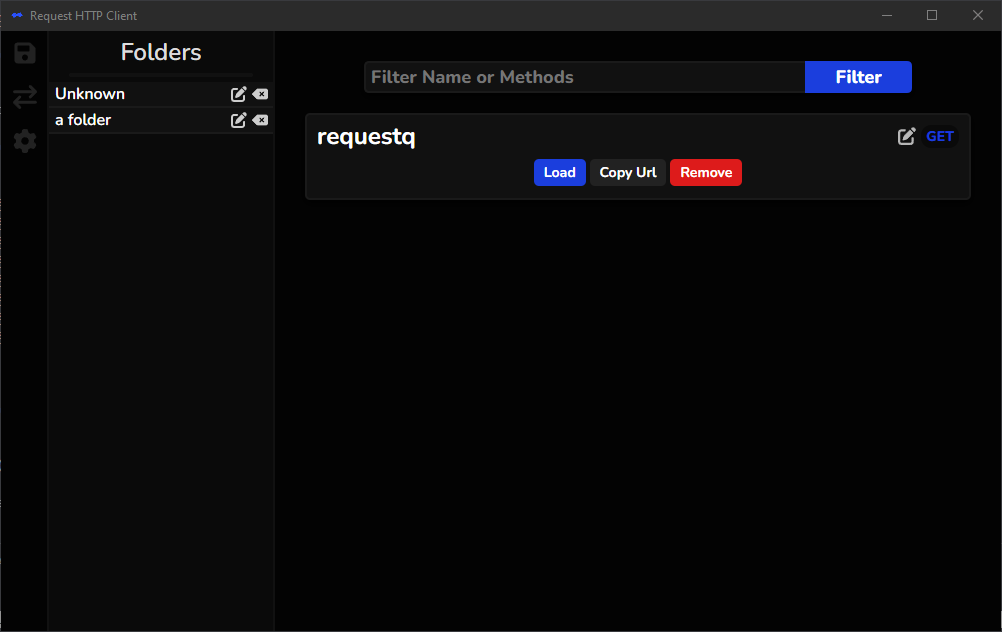 Request HTTP Client
Folders
Unknown
a folder
Filter Name or Methods
Filter
requestq
GET
Load
Copy Url
Remove